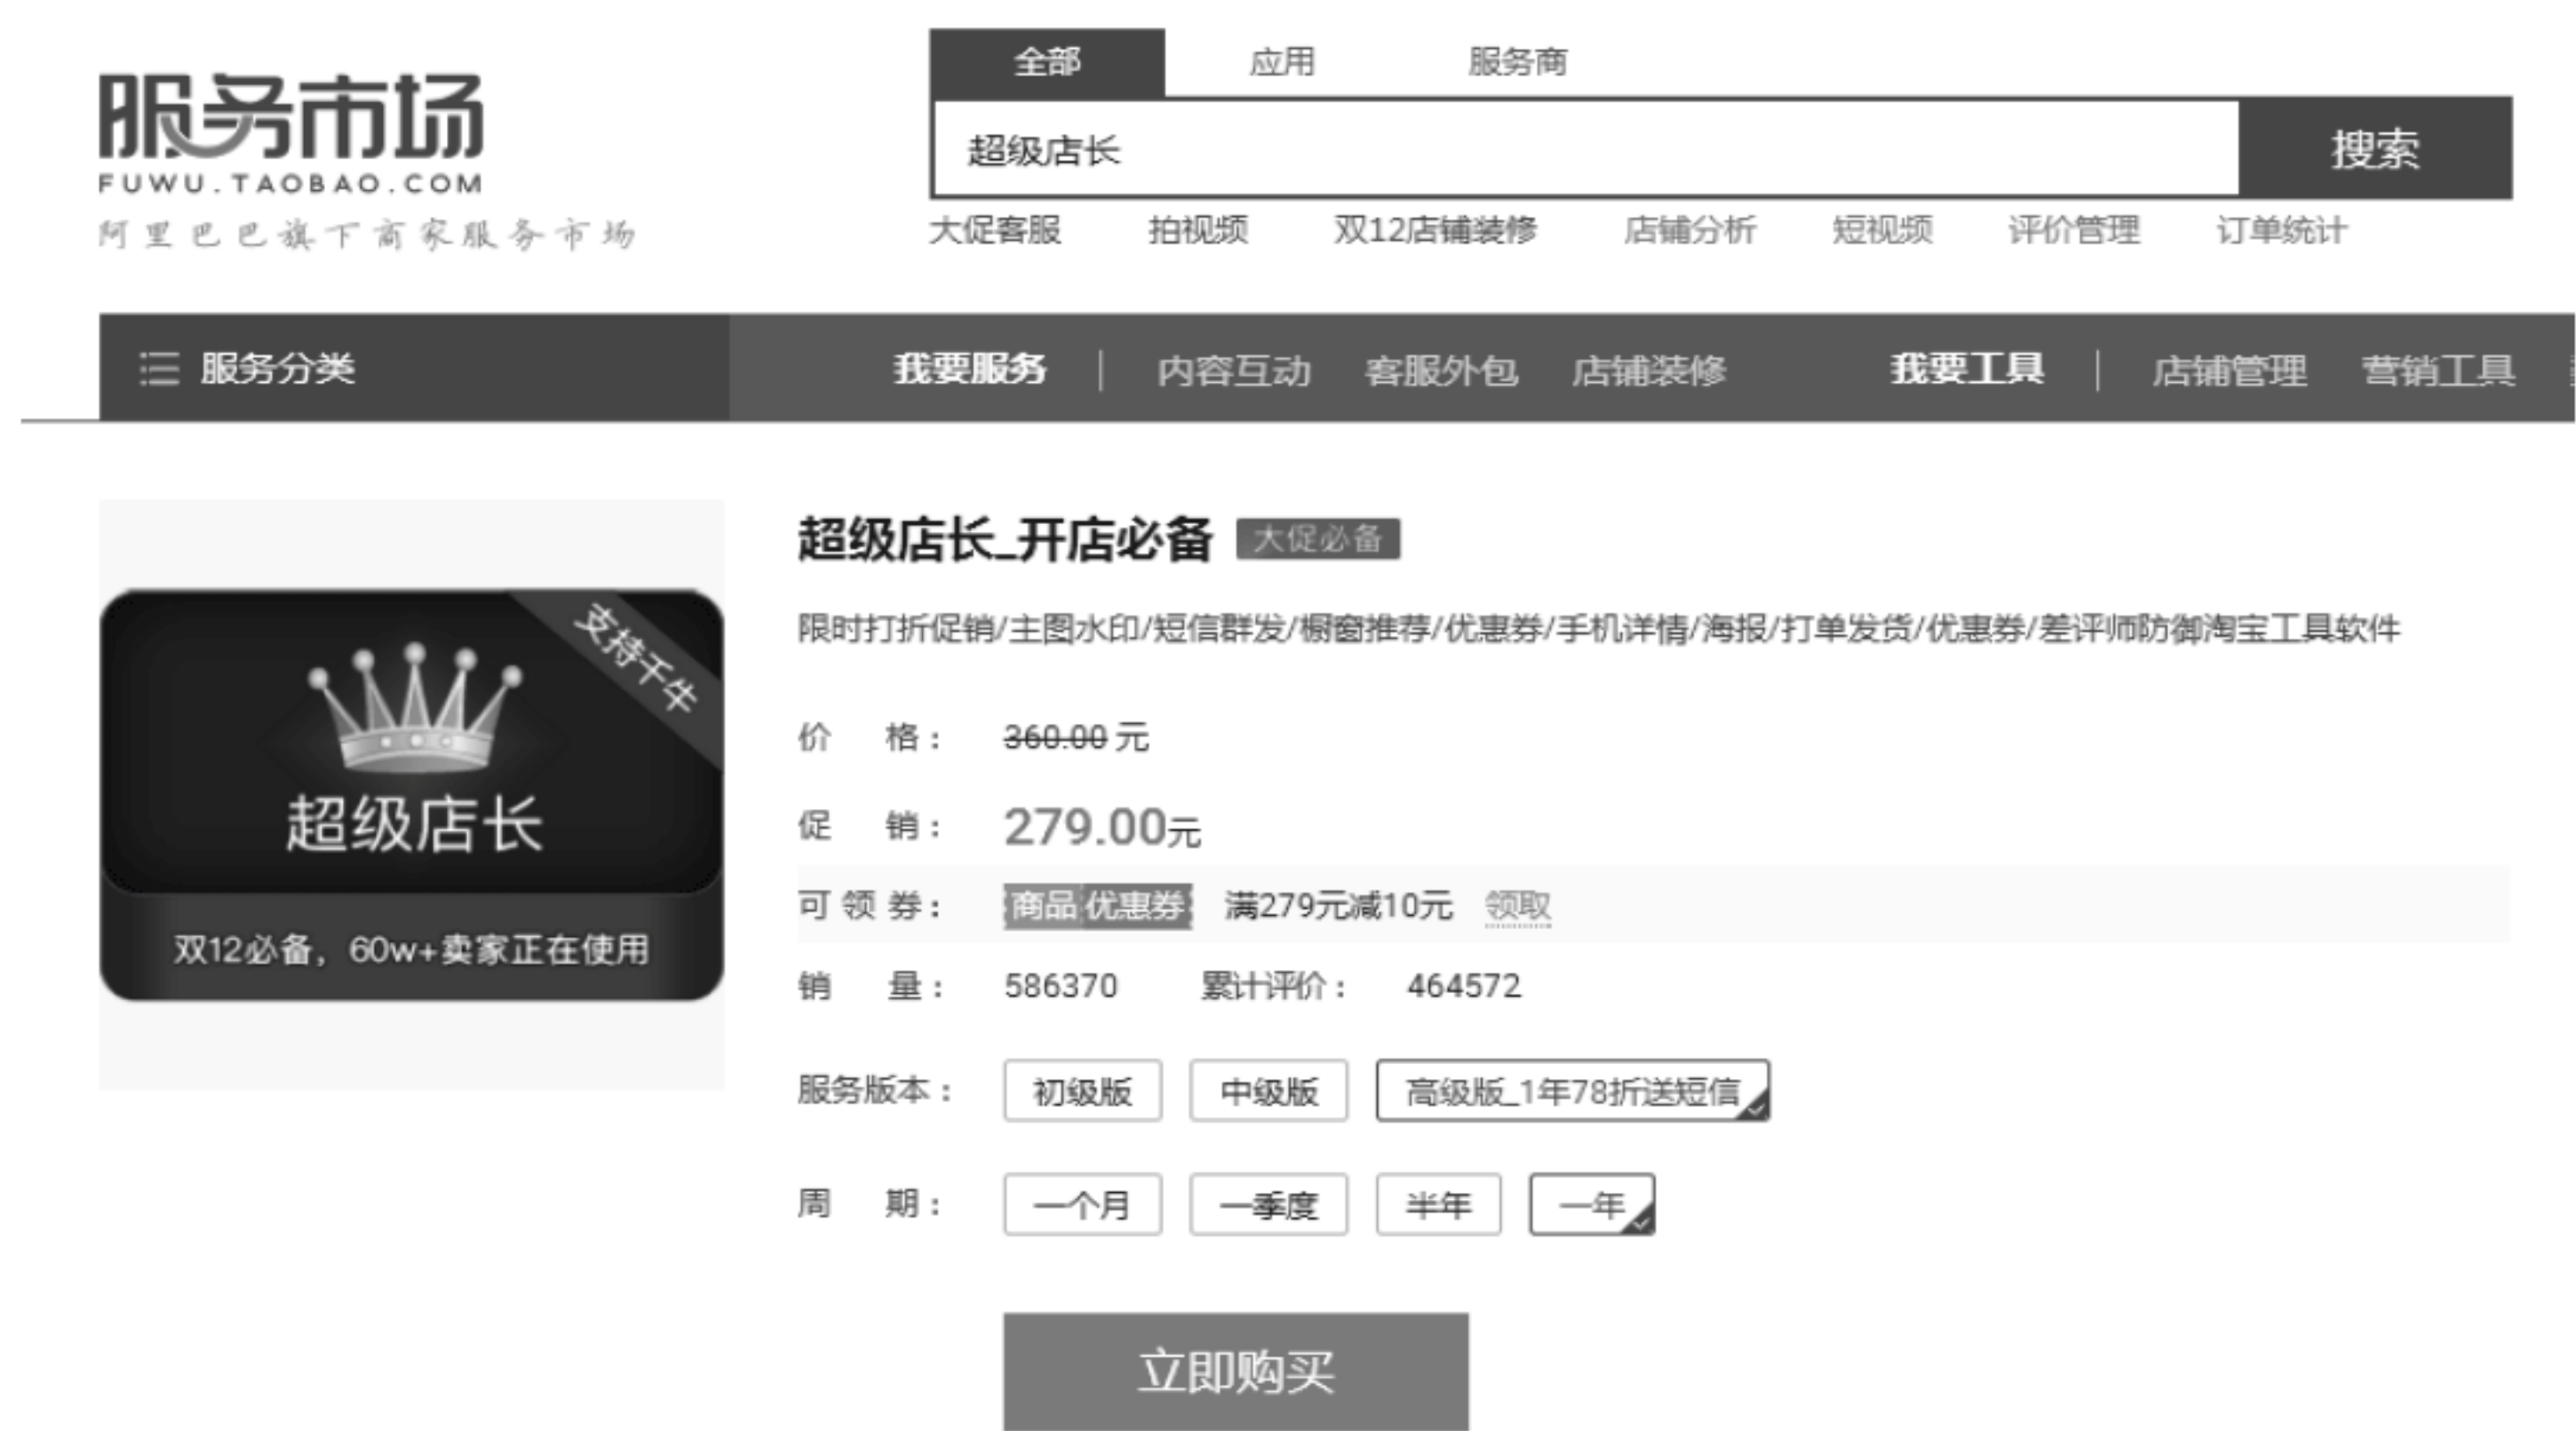 全部 应用 服务商
服务市场
FUWU.TAOBAO.COM
阿里巴巴旗下商家服务市场
超级店长 搜索
大促客服 拍视频 双12店铺装修 店铺分析 短视频 评价管理 订单统计
服务分类 我要服务 | 内容互动 客服外包 店铺装修 我要工具 | 店铺管理 营销工具
支持千牛
超级店长
双12必备，60w+卖家正在使用
超级店长_开店必备 大促必备
限时打折促销/主图水印/短信群发/橱窗推荐/优惠券/手机详情/海报/打单发货/优惠券/差评师防御淘宝工具软件
价格： 360.00 元
促销： 279.00元
可领券： 商品 优惠券 满279元减10元 领取
销量： 586370 累计评价： 464572
服务版本： 初级版 中级版 高级版_1年78折送短信
周期： 一个月 一季度 半年 一年
立即购买